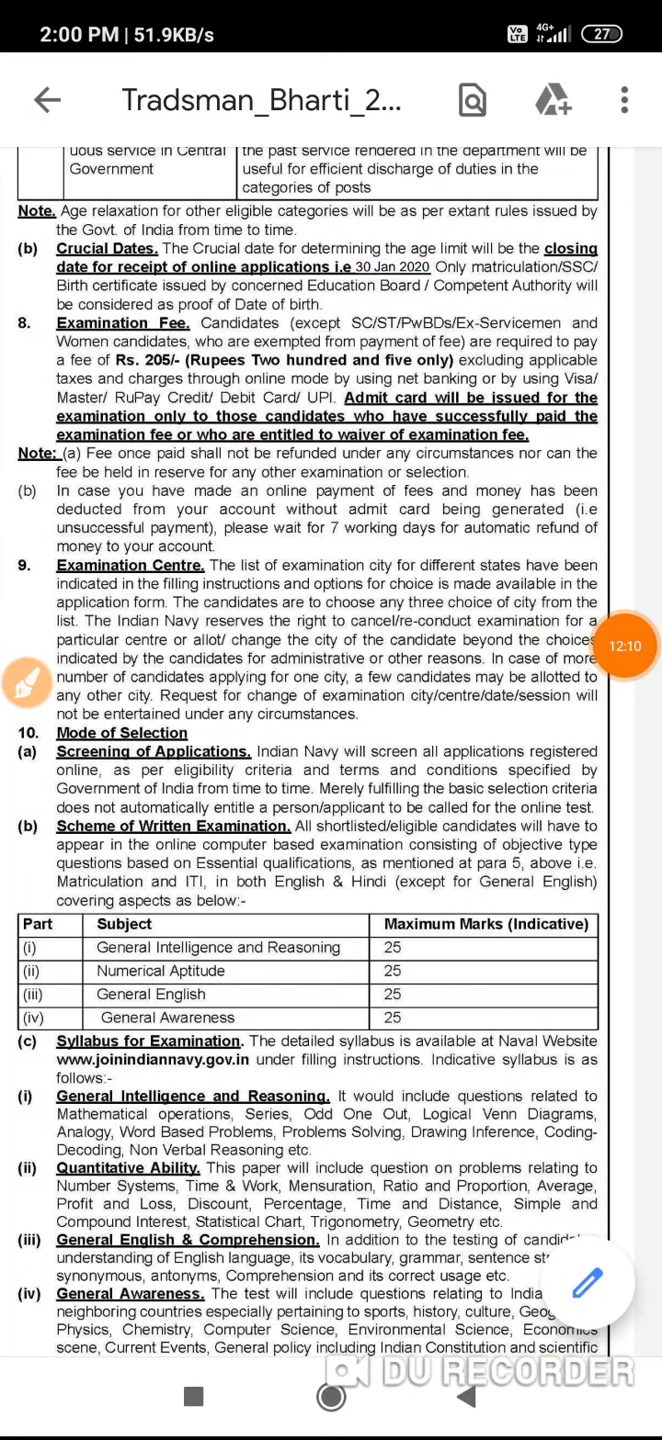 2:00 PM | 51.9KB/s
Vo LTE 4G+ 27
Tradsman_Bharti_2...
uous service in Central the past service rendered in the department will be
Government useful for efficient discharge of duties in the
categories of posts
Note. Age relaxation for other eligible categories will be as per extant rules issued by
the Govt. of India from time to time.
(b) Crucial Dates. The Crucial date for determining the age limit will be the closing
date for receipt of online applications i.e 30 Jan 2020 Only matriculation/SSC/
Birth certificate issued by concerned Education Board / Competent Authority will
be considered as proof of Date of birth.
8. Examination Fee. Candidates (except SC/ST/PwBDs/Ex-Servicemen and
Women candidates, who are exempted from payment of fee) are required to pay
a fee of Rs. 205/- (Rupees Two hundred and five only) excluding applicable
taxes and charges through online mode by using net banking or by using Visa/
Master/ RuPay Credit/ Debit Card/ UPI. Admit card will be issued for the
examination only to those candidates who have successfully paid the
examination fee or who are entitled to waiver of examination fee.
Note: (a) Fee once paid shall not be refunded under any circumstances nor can the
fee be held in reserve for any other examination or selection.
(b) In case you have made an online payment of fees and money has been
deducted from your account without admit card being generated (i.e
unsuccessful payment), please wait for 7 working days for automatic refund of
money to your account.
9. Examination Centre. The list of examination city for different states have been
indicated in the filling instructions and options for choice is made available in the
application form. The candidates are to choose any three choice of city from the
list. The Indian Navy reserves the right to cancel/re-conduct examination for a
particular centre or allot/ change the city of the candidate beyond the choices
12:10
indicated by the candidates for administrative or other reasons. In case of more
number of candidates applying for one city, a few candidates may be allotted to
any other city. Request for change of examination city/centre/date/session will
not be entertained under any circumstances.
10. Mode of Selection
(a) Screening of Applications. Indian Navy will screen all applications registered
online, as per eligibility criteria and terms and conditions specified by
Government of India from time to time. Merely fulfilling the basic selection criteria
does not automatically entitle a person/applicant to be called for the online test.
(b) Scheme of Written Examination. All shortlisted/eligible candidates will have to
appear in the online computer based examination consisting of objective type
questions based on Essential qualifications, as mentioned at para 5, above i.e.
Matriculation and ITI, in both English & Hindi (except for General English)
covering aspects as below:-
Part Subject Maximum Marks (Indicative)
(i) General Intelligence and Reasoning 25
(ii) Numerical Aptitude 25
(iii) General English 25
(iv) General Awareness 25
(c) Syllabus for Examination. The detailed syllabus is available at Naval Website
www.joinindiannavy.gov.in under filling instructions. Indicative syllabus is as
follows:-
(i) General Intelligence and Reasoning. It would include questions related to
Mathematical operations, Series, Odd One Out, Logical Venn Diagrams,
Analogy, Word Based Problems, Problems Solving, Drawing Inference, Coding-
Decoding, Non Verbal Reasoning etc.
(ii) Quantitative Ability. This paper will include question on problems relating to
Number Systems, Time & Work, Mensuration, Ratio and Proportion, Average,
Profit and Loss, Discount, Percentage, Time and Distance, Simple and
Compound Interest, Statistical Chart, Trigonometry, Geometry etc.
(iii) General English & Comprehension. In addition to the testing of
understanding of English language, its vocabulary, grammar, sentence
synonymous, antonyms, Comprehension and its correct usage etc.
(iv) General Awareness. The test will include questions relating to India
neighboring countries especially pertaining to sports, history, culture,
Physics, Chemistry, Computer Science, Environmental Science, Economics
scene, Current Events, General policy including Indian Constitution and scientific
DU RECORDER